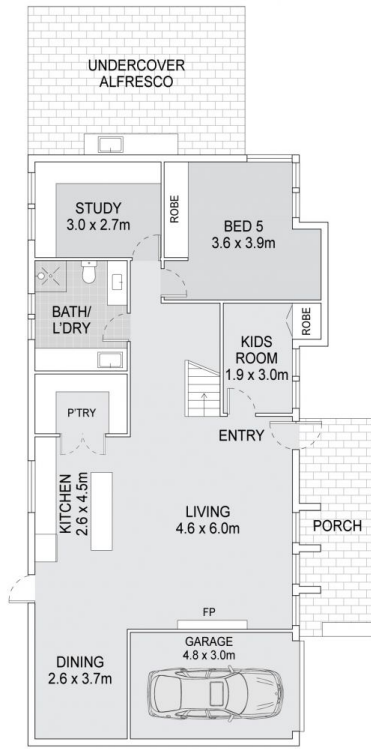 UNDERCOVER
ALFRESCO
STUDY
3.0 x 2.7m
ROBE
BED 5
3.6 x 3.9m
BATH/
L'DRY
KIDS
ROOM
1.9 x 3.0m
ROBE
P'TRY
ENTRY
KITCHEN
2.6 x 4.5m
LIVING
4.6 x 6.0m
PORCH
FP
GARAGE
4.8 x 3.0m
DINING
2.6 x 3.7m